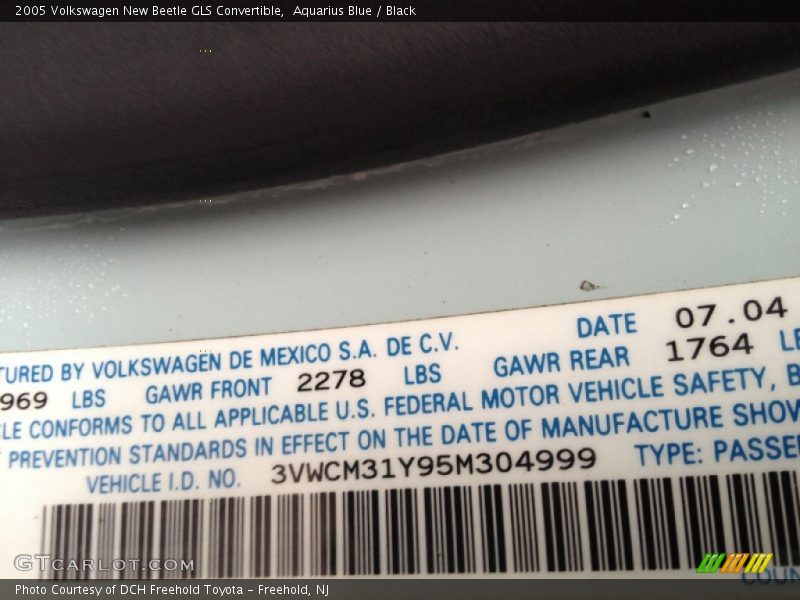 2005 Volkswagen New Beetle GLS Convertible, Aquarius Blue / Black
TURED BY VOLKSWAGEN DE MEXICO S.A. DE C.V. DATE 07.04
969 LBS GAWR FRONT 2278 LBS GAWR REAR 1764 LB
LE CONFORMS TO ALL APPLICABLE U.S. FEDERAL MOTOR VEHICLE SAFETY, B
PREVENTION STANDARDS IN EFFECT ON THE DATE OF MANUFACTURE SHOW
VEHICLE I.D. NO. 3VWCM31Y95M304999 TYPE: PASSE
COUN
GTCARLOT.COM
Photo Courtesy of DCH Freehold Toyota – Freehold, NJ